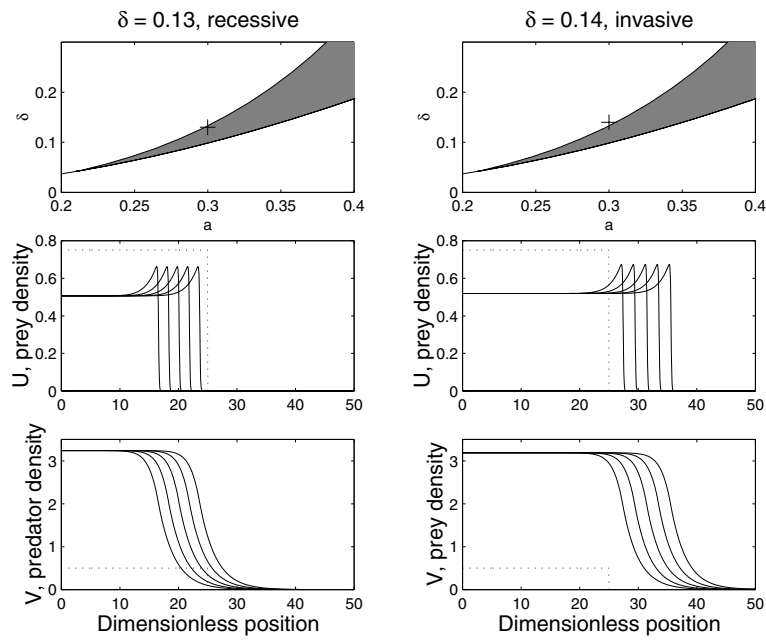 δ = 0.13, recessive
δ
0.2
0.1
0
0.2 0.25 0.3 0.35 0.4
a
U, prey density
0.8
0.6
0.4
0.2
0
0 10 20 30 40 50
V, predator density
3
2
1
0
0 10 20 30 40 50
Dimensionless position
δ = 0.14, invasive
δ
0.2
0.1
0
0.2 0.25 0.3 0.35 0.4
a
U, prey density
0.8
0.6
0.4
0.2
0
0 10 20 30 40 50
V, prey density
3
2
1
0
0 10 20 30 40 50
Dimensionless position